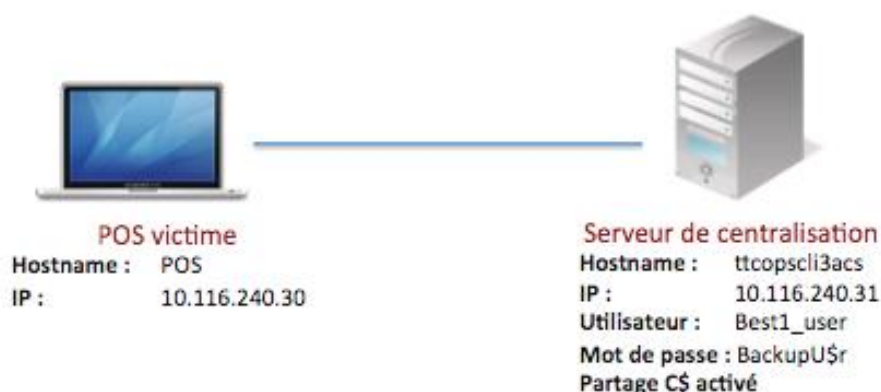 POS victime
Hostname : POS
IP : 10.116.240.30
Serveur de centralisation
Hostname : ttcopscli3acs
IP : 10.116.240.31
Utilisateur : Best1_user
Mot de passe : BackupU$r
Partage C$ activé